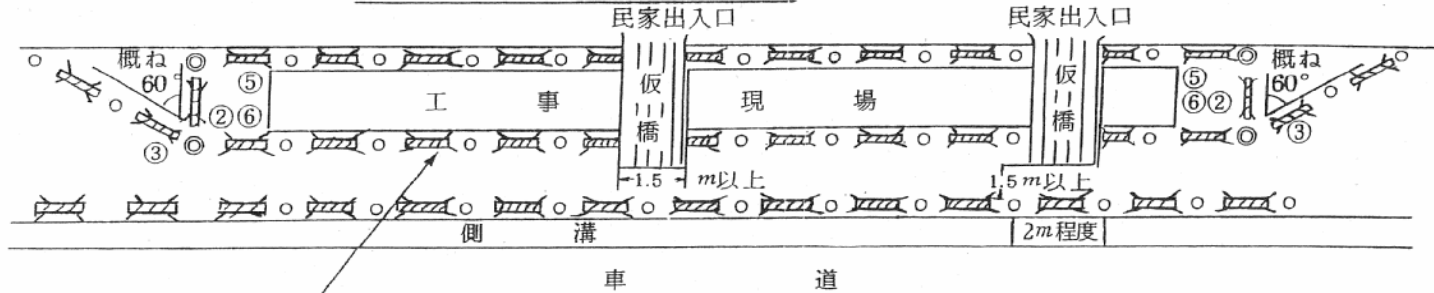 民家出入口 民家出入口
概ね 概ね
60° ⑤ 工事 仮橋 現場 仮橋 ⑤ 60°
②⑥ ⑥②
③ ③
1.5 m以上 1.5m以上
側溝 2m程度
車道